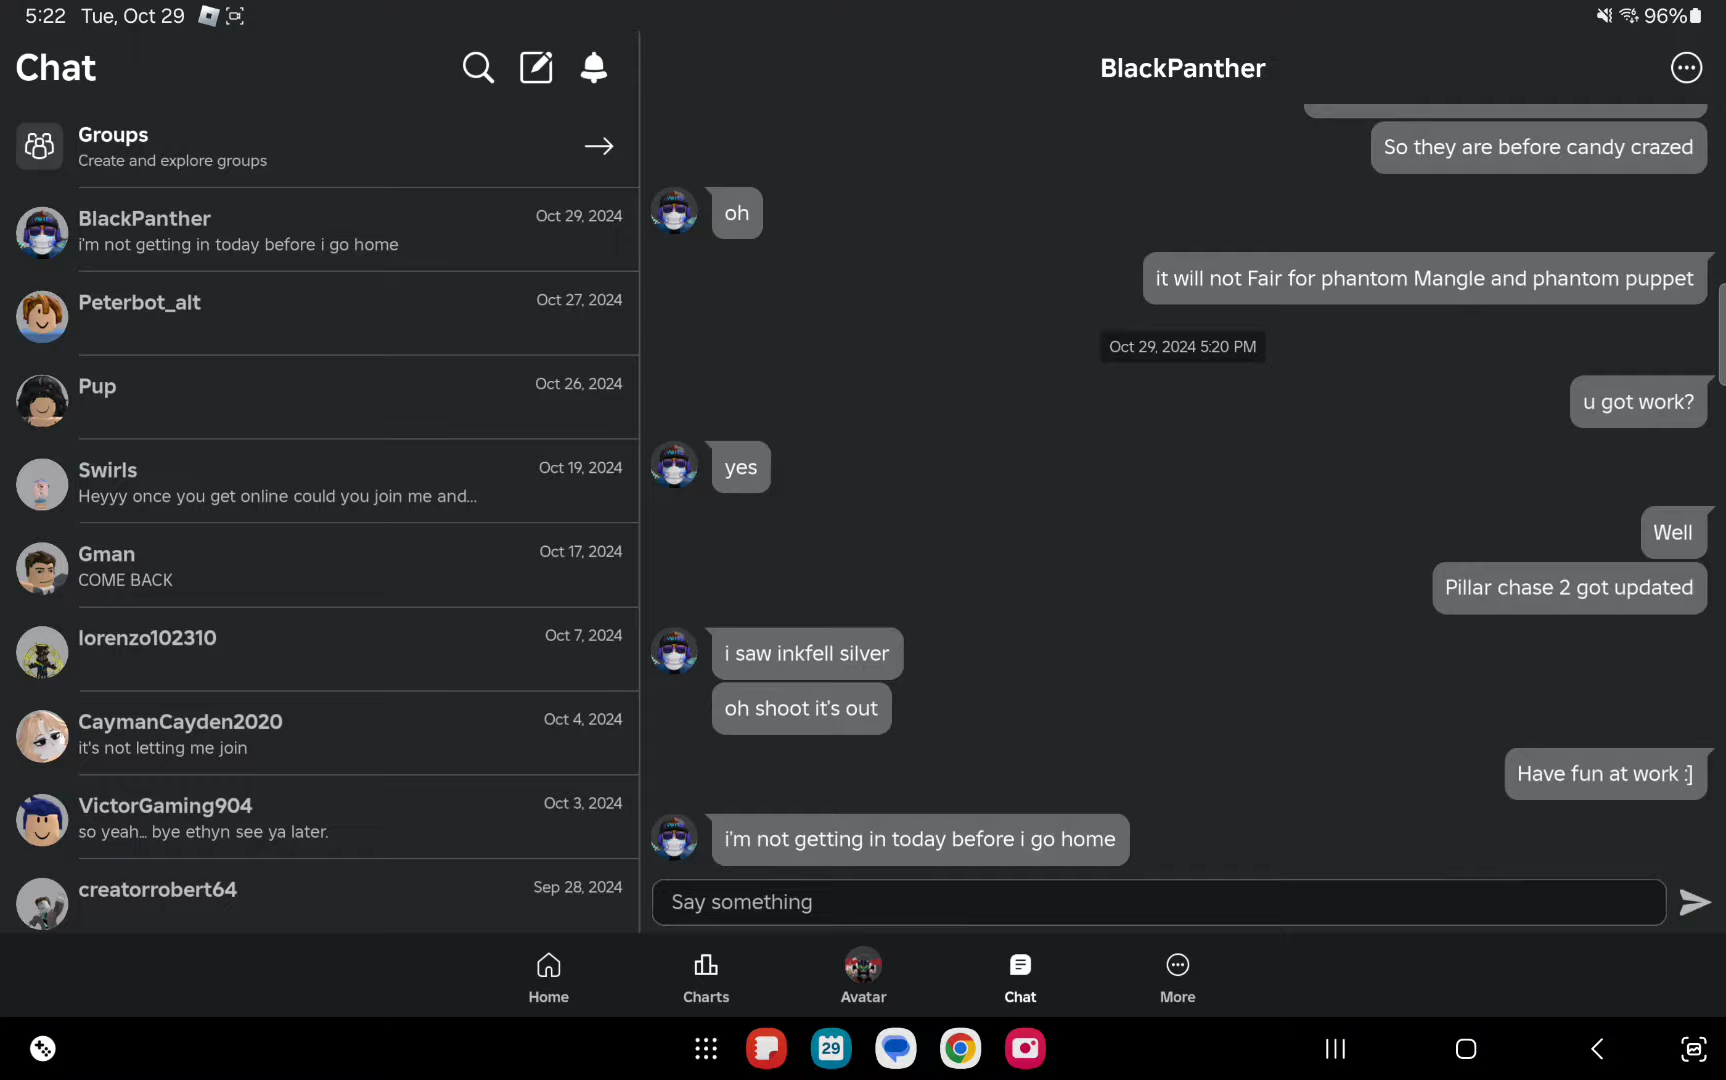 5:22 Tue, Oct 29
96%
Chat
Groups
Create and explore groups
BlackPanther
Oct 29, 2024
i'm not getting in today before i go home
Peterbot_alt
Oct 27, 2024
Pup
Oct 26, 2024
Swirls
Oct 19, 2024
Heyyy once you get online could you join me and...
Gman
Oct 17, 2024
COME BACK
lorenzo102310
Oct 7, 2024
CaymanCayden2020
Oct 4, 2024
it's not letting me join
VictorGaming904
Oct 3, 2024
so yeah... bye ethyn see ya later.
creatorrobert64
Sep 28, 2024
BlackPanther
So they are before candy crazed
oh
it will not Fair for phantom Mangle and phantom puppet
Oct 29, 2024 5:20 PM
u got work?
yes
Well
Pillar chase 2 got updated
i saw inkfell silver
oh shoot it's out
Have fun at work :]
i'm not getting in today before i go home
Say something
Home
Charts
Avatar
Chat
More
29